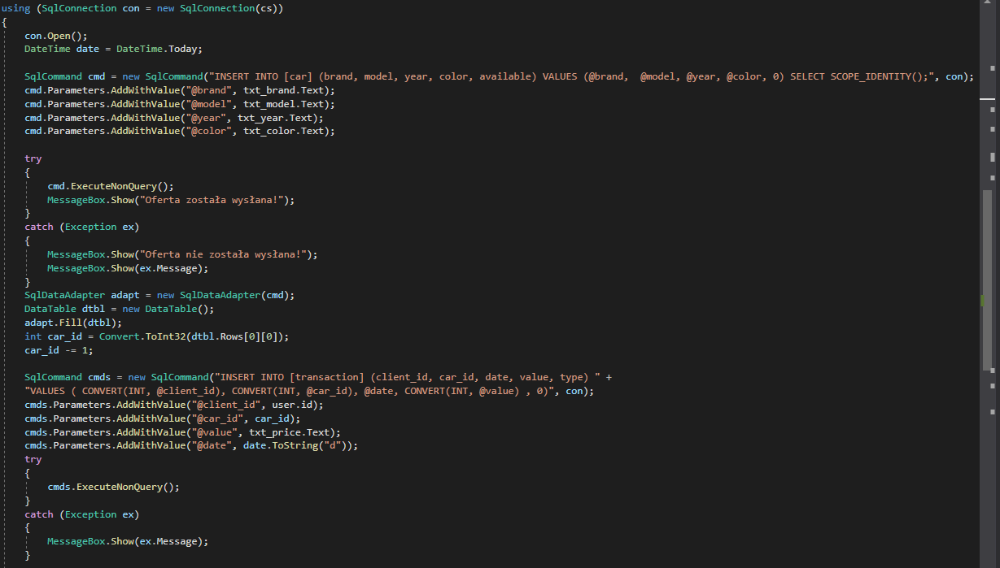 using (SqlConnection con = new SqlConnection(cs))
{
con.Open();
DateTime date = DateTime.Today;
SqlCommand cmd = new SqlCommand("INSERT INTO [car] (brand, model, year, color, available) VALUES (@brand,  @model, @year, @color, 0) SELECT SCOPE_IDENTITY();", con);
cmd.Parameters.AddWithValue("@brand", txt_brand.Text);
cmd.Parameters.AddWithValue("@model", txt_model.Text);
cmd.Parameters.AddWithValue("@year", txt_year.Text);
cmd.Parameters.AddWithValue("@color", txt_color.Text);
try
{
cmd.ExecuteNonQuery();
MessageBox.Show("Oferta została wysłana!");
}
catch (Exception ex)
{
MessageBox.Show("Oferta nie została wysłana!");
MessageBox.Show(ex.Message);
}
SqlDataAdapter adapt = new SqlDataAdapter(cmd);
DataTable dtbl = new DataTable();
adapt.Fill(dtbl);
int car_id = Convert.ToInt32(dtbl.Rows[0][0]);
car_id -= 1;
SqlCommand cmds = new SqlCommand("INSERT INTO [transaction] (client_id, car_id, date, value, type) " +
"VALUES ( CONVERT(INT, @client_id), CONVERT(INT, @car_id), @date, CONVERT(INT, @value) , 0)", con);
cmds.Parameters.AddWithValue("@client_id", user.id);
cmds.Parameters.AddWithValue("@car_id", car_id);
cmds.Parameters.AddWithValue("@value", txt_price.Text);
cmds.Parameters.AddWithValue("@date", date.ToString("d"));
try
{
cmds.ExecuteNonQuery();
}
catch (Exception ex)
{
MessageBox.Show(ex.Message);
}